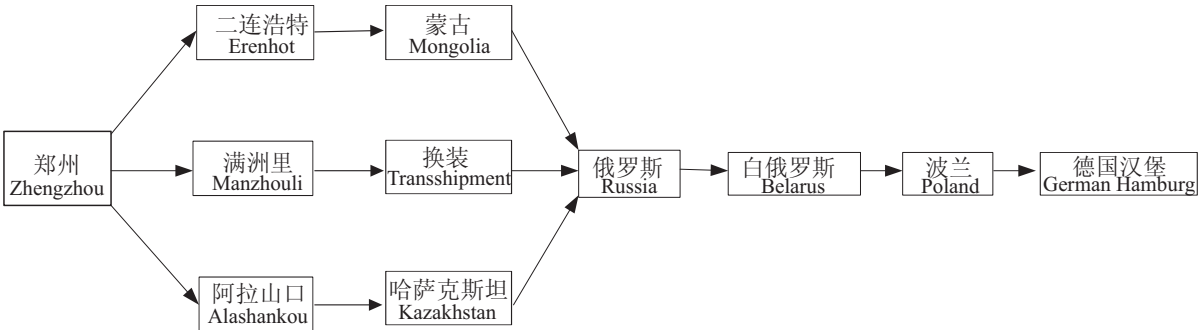 二连浩特
Erenhot
蒙古
Mongolia
郑州
Zhengzhou
满洲里
Manzhouli
换装
Transshipment
俄罗斯
Russia
白俄罗斯
Belarus
波兰
Poland
德国汉堡
German Hamburg
阿拉山口
Alashankou
哈萨克斯坦
Kazakhstan